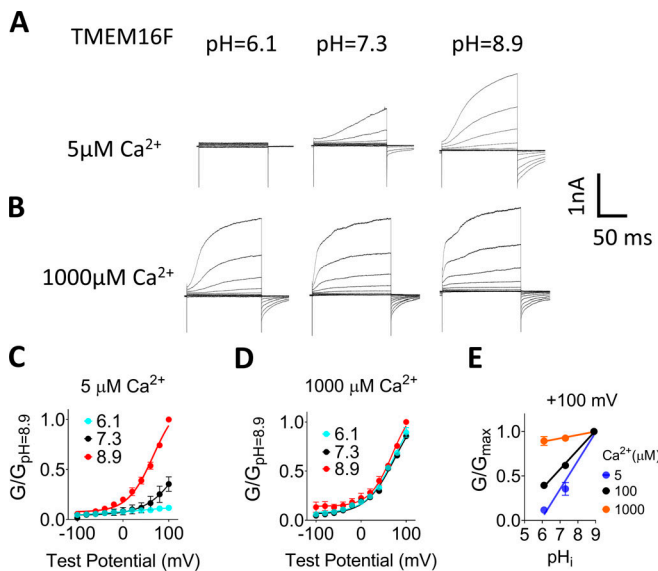 A
TMEM16F
pH=6.1
pH=7.3
pH=8.9
5μM Ca²⁺
B
1000μM Ca²⁺
1nA
50 ms
C
5 μM Ca²⁺
G/GpH=8.9
1.0
0.5
0.0
6.1
7.3
8.9
-100
0
100
Test Potential (mV)
D
1000 μM Ca²⁺
G/GpH=8.9
1.0
0.5
0.0
6.1
7.3
8.9
-100
0
100
Test Potential (mV)
E
+100 mV
G/Gmax
1.0
0.5
0.0
5 6 7 8 9
pHi
Ca²⁺(μM)
5
100
1000